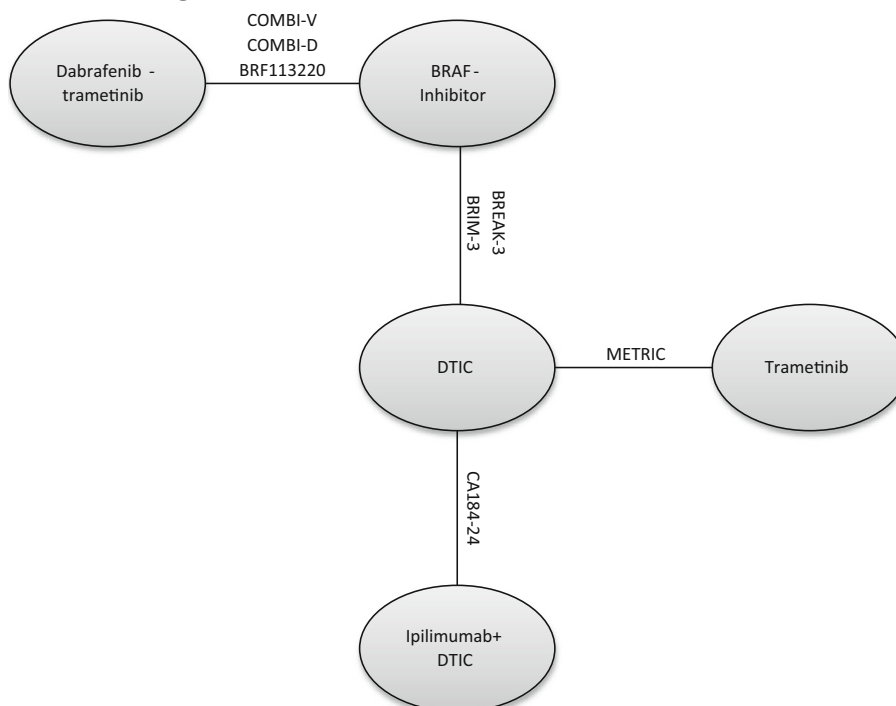 COMBI-V
COMBI-D
BRF113220
Dabrafenib -
trametinib
BRAF-
Inhibitor
BREAK-3
BRIM-3
DTIC
METRIC
Trametinib
CA184-24
Ipilimumab+
DTIC